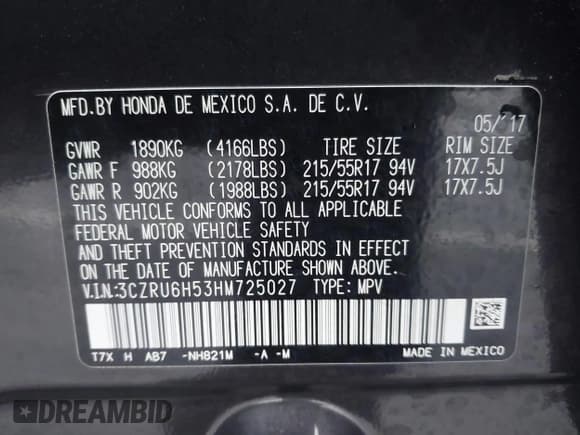 MFD.BY HONDA DE MEXICO S.A. DE C.V.
05/'17
GVWR 1890KG (4166LBS) TIRE SIZE RIM SIZE
GAWR F 988KG (2178LBS) 215/55R17 94V 17X7.5J
GAWR R 902KG (1988LBS) 215/55R17 94V 17X7.5J
THIS VEHICLE CONFORMS TO ALL APPLICABLE
FEDERAL MOTOR VEHICLE SAFETY
AND THEFT PREVENTION STANDARDS IN EFFECT
ON THE DATE OF MANUFACTURE SHOWN ABOVE.
V.I.N:3CZRU6H53HM725027 TYPE: MPV
T7X H AB7 -NH821M -A -M MADE IN MEXICO
DREAMBID